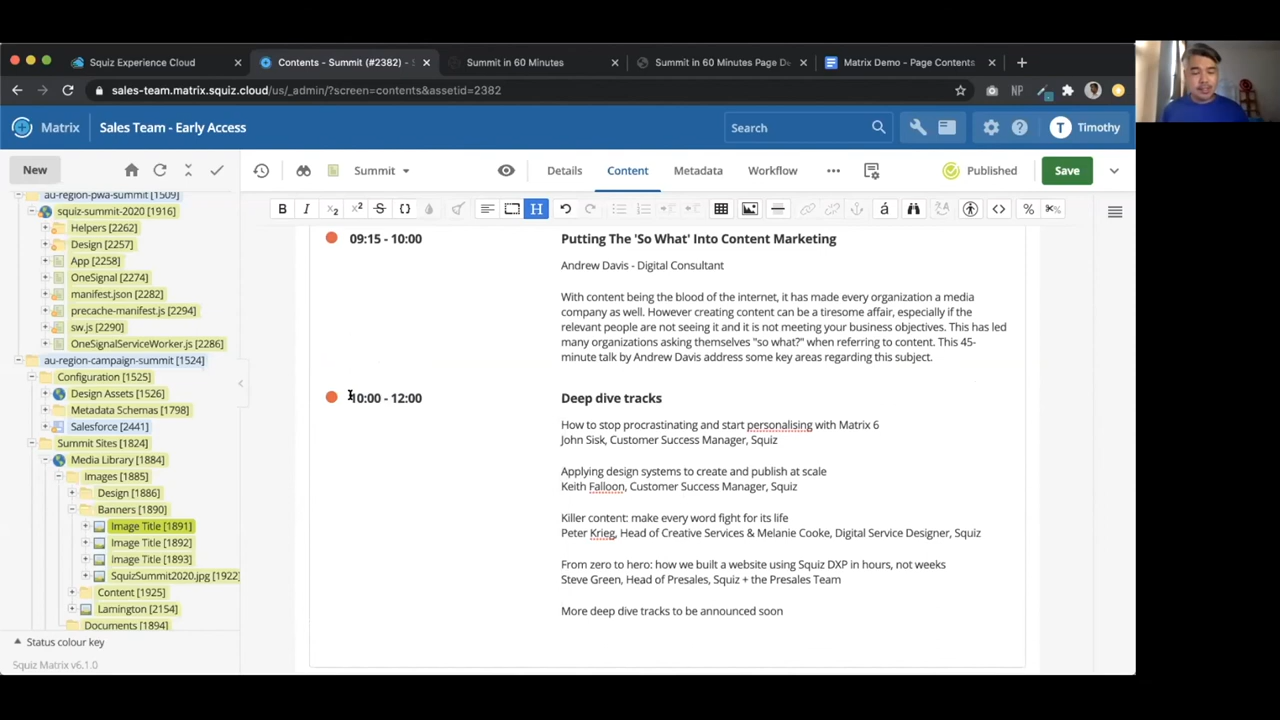 Squiz Experience Cloud
Contents - Summit (#2382) - S
Summit in 60 Minutes
Summit in 60 Minutes Page De
Matrix Demo - Page Contents
sales-team.matrix.squiz.cloud/us/_admin/?screen=contents&assetid=2382
NP
Matrix
Sales Team - Early Access
Search
T
Timothy
New
Summit
Details
Content
Metadata
Workflow
Published
Save
au-region-pwa-summit [1509]
squiz-summit-2020 [1916]
Helpers [2262]
Design [2257]
App [2258]
OneSignal [2274]
manifest.json [2282]
precache-manifest.js [2294]
sw.js [2290]
OneSignalServiceWorker.js [2286]
au-region-campaign-summit [1524]
Configuration [1525]
Design Assets [1526]
Metadata Schemas [1798]
Salesforce [2441]
Summit Sites [1824]
Media Library [1884]
Images [1885]
Design [1886]
Banners [1890]
Image Title [1891]
Image Title [1892]
Image Title [1893]
SquizSummit2020.jpg [1922]
Content [1925]
Lamington [2154]
Documents [1894]
Status colour key
Squiz Matrix v6.1.0
B I X₂ X² S {} H á <> %
09:15 - 10:00
Putting The 'So What' Into Content Marketing
Andrew Davis - Digital Consultant
With content being the blood of the internet, it has made every organization a media
company as well. However creating content can be a tiresome affair, especially if the
relevant people are not seeing it and it is not meeting your business objectives. This has led
many organizations asking themselves "so what?" when referring to content. This 45-
minute talk by Andrew Davis address some key areas regarding this subject.
10:00 - 12:00
Deep dive tracks
How to stop procrastinating and start personalising with Matrix 6
John Sisk, Customer Success Manager, Squiz
Applying design systems to create and publish at scale
Keith Falloon, Customer Success Manager, Squiz
Killer content: make every word fight for its life
Peter Krieg, Head of Creative Services & Melanie Cooke, Digital Service Designer, Squiz
From zero to hero: how we built a website using Squiz DXP in hours, not weeks
Steve Green, Head of Presales, Squiz + the Presales Team
More deep dive tracks to be announced soon